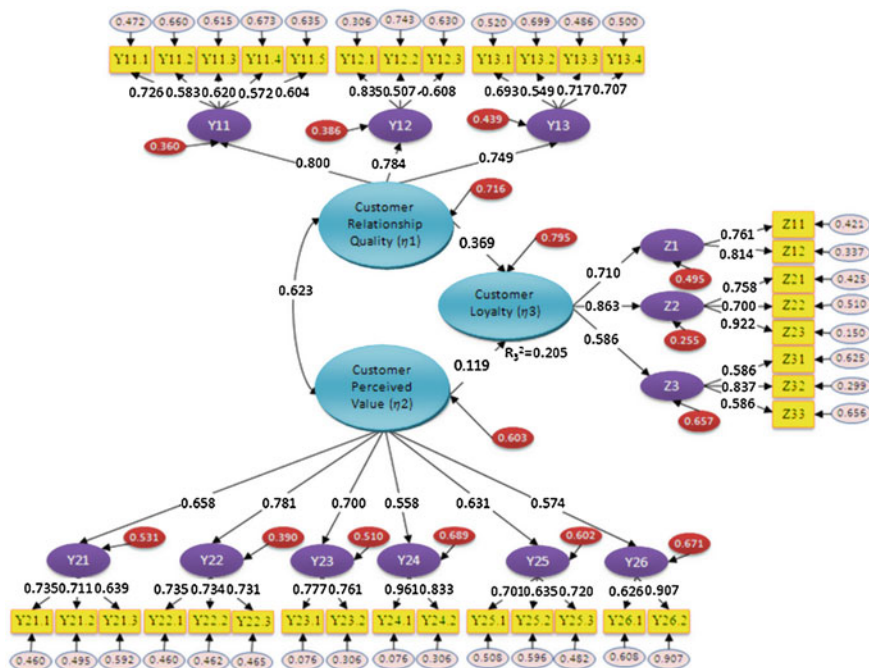 0.472 0.660 0.615 0.673 0.635 0.306 0.743 0.630 0.520 0.699 0.486 0.500
Y11.1 Y11.2 Y11.3 Y11.4 Y11.5 Y12.1 Y12.2 Y12.3 Y13.1 Y13.2 Y13.3 Y13.4
0.726 0.583 0.620 0.572 0.604 0.835 0.507 0.608 0.693 0.549 0.717 0.707
Y11 Y12 Y13
0.360 0.386 0.439
0.800 0.784 0.749
Customer
Relationship
Quality (η1)
0.716
0.369
0.795
0.623
Customer
Loyalty (η3)
R₃²=0.205
0.119
Customer
Perceived
Value (η2)
0.603
0.710
0.863
0.586
Z1
0.495
Z2
0.255
Z3
0.657
0.761 Z11 0.421
0.814 Z12 0.337
0.758 Z21 0.425
0.700 Z22 0.510
0.922 Z23 0.150
0.586 Z31 0.625
0.837 Z32 0.299
0.586 Z33 0.656
0.658 0.781 0.700 0.558 0.631 0.574
0.531 0.390 0.510 0.689 0.602 0.671
Y21 Y22 Y23 Y24 Y25 Y26
0.735 0.711 0.639 0.735 0.734 0.731 0.777 0.761 0.961 0.833 0.701 0.635 0.720 0.626 0.907
Y21.1 Y21.2 Y21.3 Y22.1 Y22.2 Y22.3 Y23.1 Y23.2 Y24.1 Y24.2 Y25.1 Y25.2 Y25.3 Y26.1 Y26.2
0.460 0.495 0.592 0.460 0.462 0.465 0.076 0.306 0.076 0.306 0.508 0.596 0.482 0.608 0.907